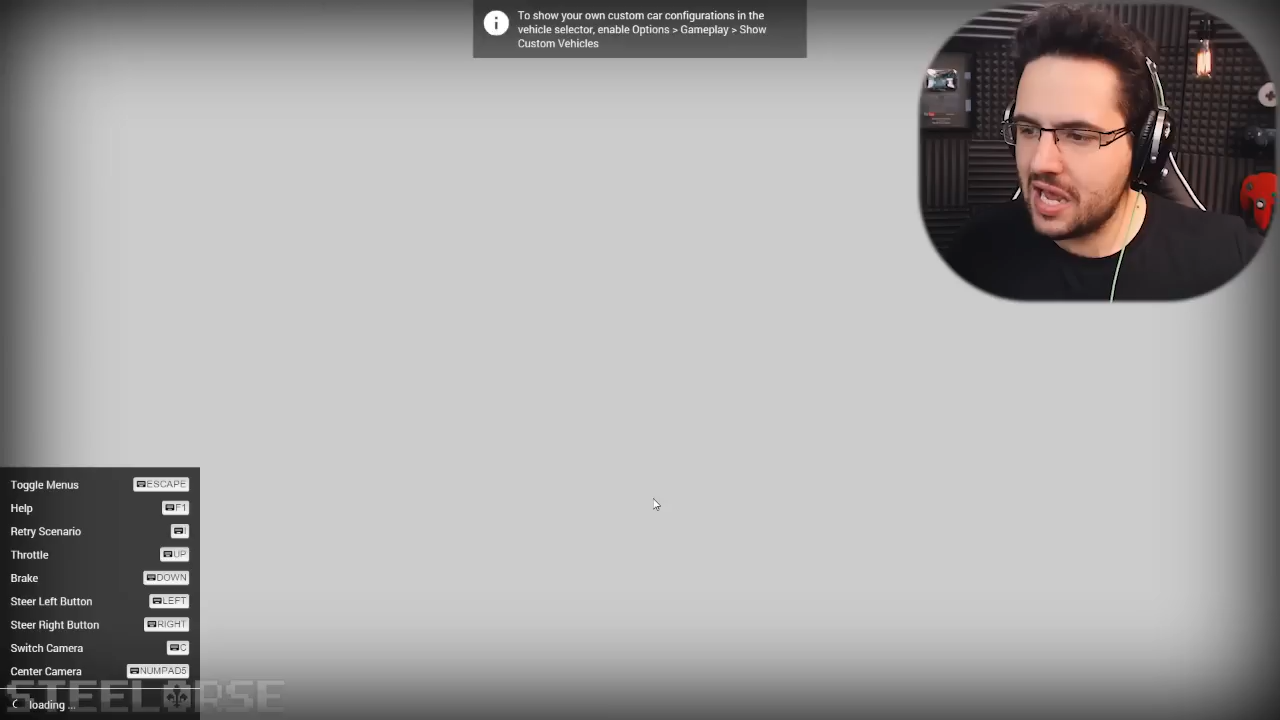 To show your own custom car configurations in the
vehicle selector, enable Options > Gameplay > Show
Custom Vehicles
Toggle Menus ESCAPE
Help F1
Retry Scenario I
Throttle UP
Brake DOWN
Steer Left Button LEFT
Steer Right Button RIGHT
Switch Camera C
Center Camera NUMPAD5
STEELORSE
loading ...